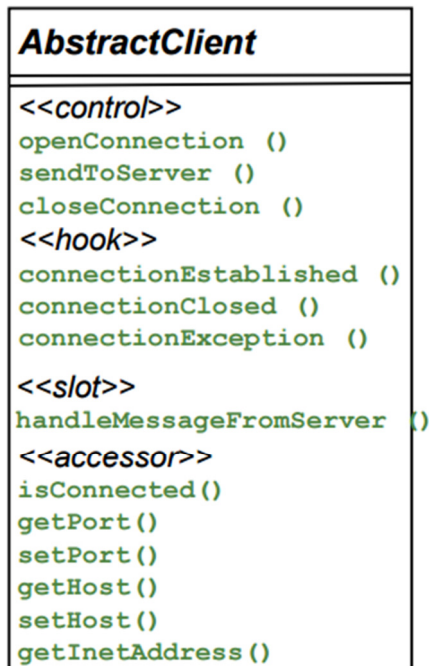 AbstractClient
<<control>>
openConnection ()
sendToServer ()
closeConnection ()
<<hook>>
connectionEstablished ()
connectionClosed ()
connectionException ()
<<slot>>
handleMessageFromServer ()
<<accessor>>
isConnected()
getPort()
setPort()
getHost()
setHost()
getInetAddress()